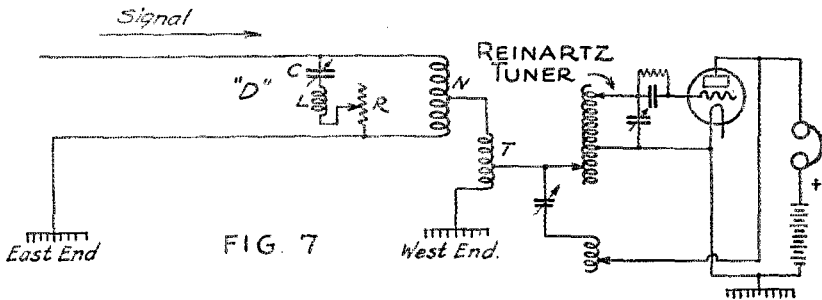 Signal
"D"
C
L
R
N
T
REINARTZ
TUNER
+
East End
FIG. 7
West End.